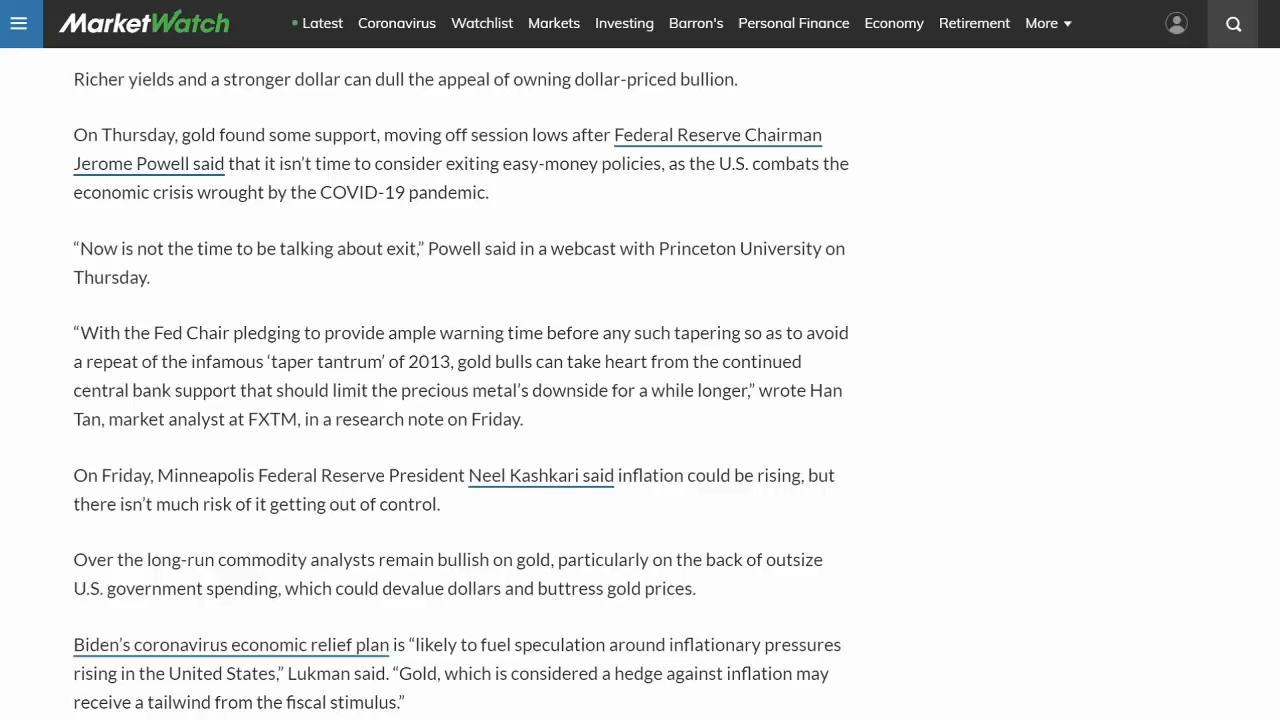 MarketWatch
Latest Coronavirus Watchlist Markets Investing Barron's Personal Finance Economy Retirement More
Richer yields and a stronger dollar can dull the appeal of owning dollar-priced bullion.
On Thursday, gold found some support, moving off session lows after Federal Reserve Chairman
Jerome Powell said that it isn’t time to consider exiting easy-money policies, as the U.S. combats the
economic crisis wrought by the COVID-19 pandemic.
“Now is not the time to be talking about exit,” Powell said in a webcast with Princeton University on
Thursday.
“With the Fed Chair pledging to provide ample warning time before any such tapering so as to avoid
a repeat of the infamous ‘taper tantrum’ of 2013, gold bulls can take heart from the continued
central bank support that should limit the precious metal’s downside for a while longer,” wrote Han
Tan, market analyst at FXTM, in a research note on Friday.
On Friday, Minneapolis Federal Reserve President Neel Kashkari said inflation could be rising, but
there isn’t much risk of it getting out of control.
Over the long-run commodity analysts remain bullish on gold, particularly on the back of outsize
U.S. government spending, which could devalue dollars and buttress gold prices.
Biden’s coronavirus economic relief plan is “likely to fuel speculation around inflationary pressures
rising in the United States,” Lukman said. “Gold, which is considered a hedge against inflation may
receive a tailwind from the fiscal stimulus.”